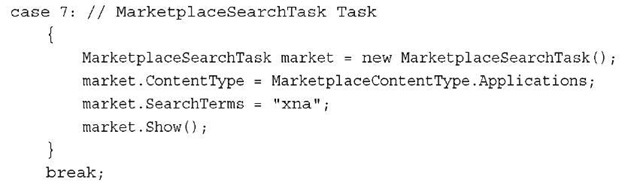 case 7: // MarketplaceSearchTask Task
{
MarketplaceSearchTask market = new MarketplaceSearchTask();
market.ContentType = MarketplaceContentType.Applications;
market.SearchTerms = "xna";
market.Show();
}
break;